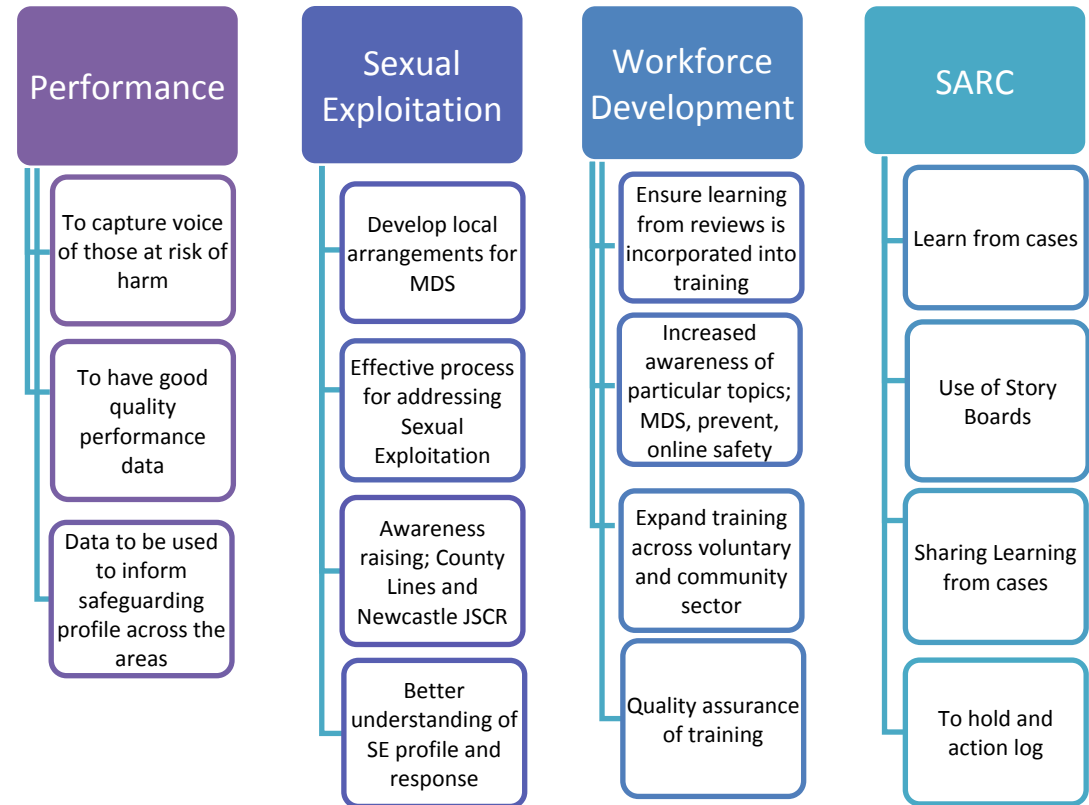 Performance
To capture voice
of those at risk of
harm
To have good
quality
performance
data
Data to be used
to inform
safeguarding
profile across the
areas
Sexual
Exploitation
Develop local
arrangements for
MDS
Effective process
for addressing
Sexual
Exploitation
Awareness
raising; County
Lines and
Newcastle JSCR
Better
understanding of
SE profile and
response
Workforce
Development
Ensure learning
from reviews is
incorporated into
training
Increased
awareness of
particular topics;
MDS, prevent,
online safety
Expand training
across voluntary
and community
sector
Quality assurance
of training
SARC
Learn from cases
Use of Story
Boards
Sharing Learning
from cases
To hold and
action log